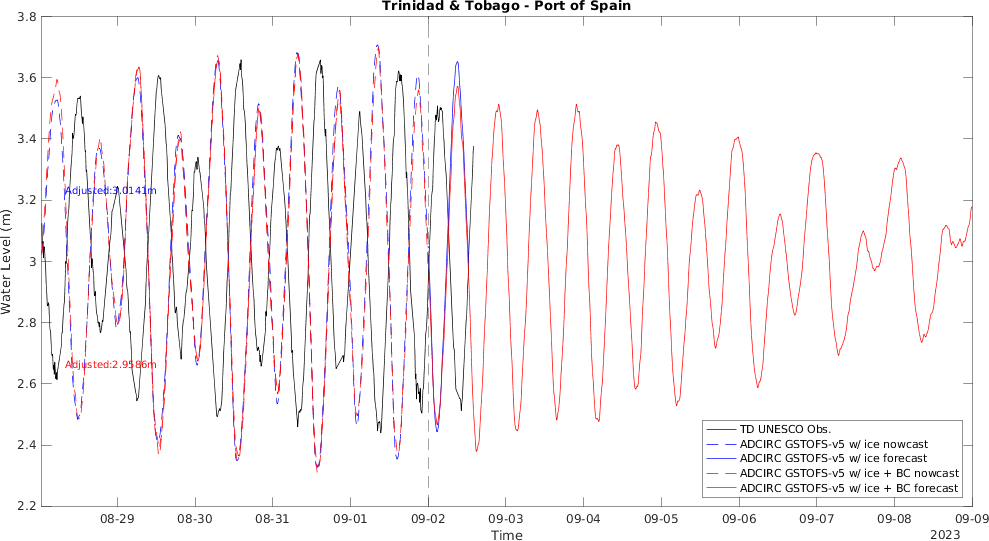 Trinidad & Tobago - Port of Spain
3.8
3.6
3.4
3.2
3
2.8
2.6
2.4
2.2
Water Level (m)
Adjusted:3.0141m
Adjusted:2.9586m
TD UNESCO Obs.
ADCIRC GSTOFS-v5 w/ ice nowcast
ADCIRC GSTOFS-v5 w/ ice forecast
ADCIRC GSTOFS-v5 w/ ice + BC nowcast
ADCIRC GSTOFS-v5 w/ ice + BC forecast
08-29 08-30 08-31 09-01 09-02 09-03 09-04 09-05 09-06 09-07 09-08 09-09
Time
2023